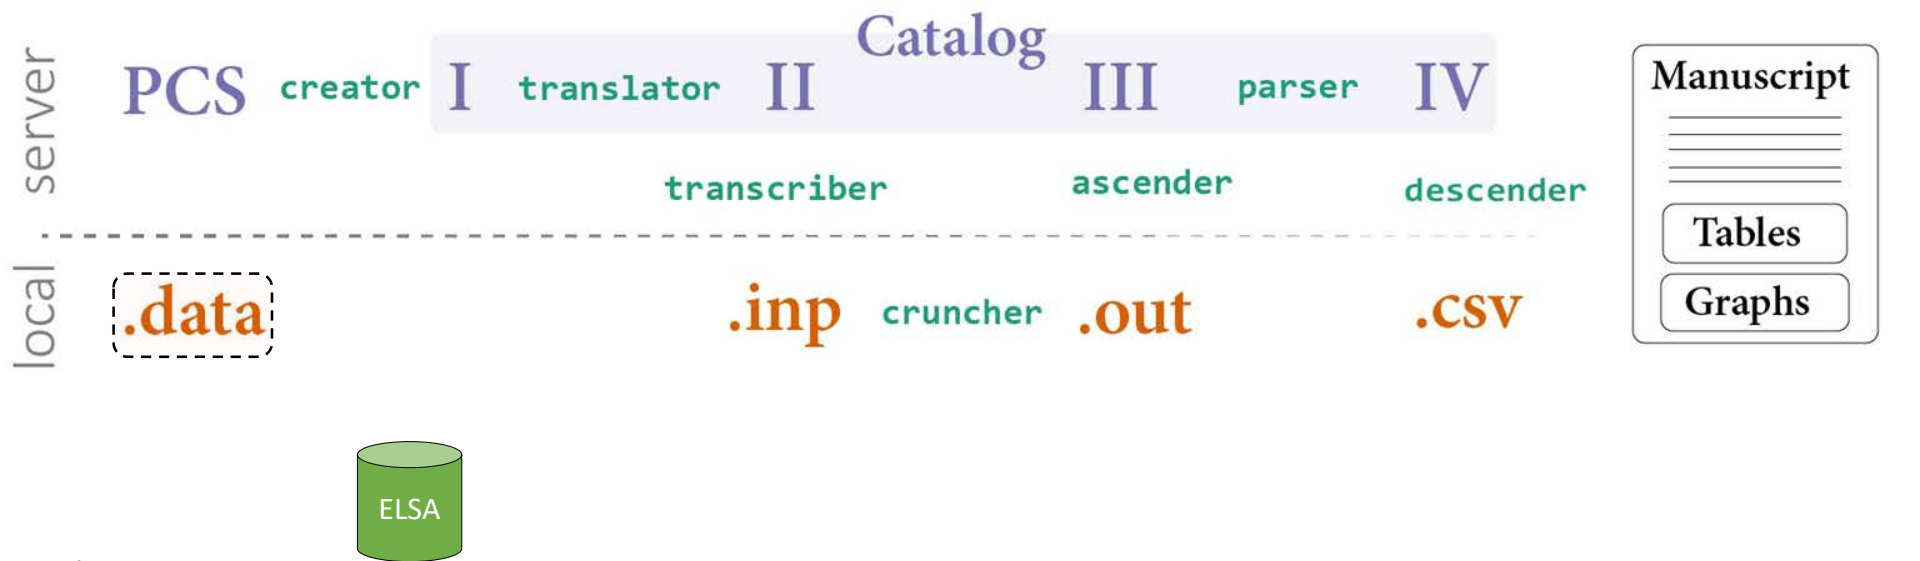 Catalog
server
PCS creator I translator II III parser IV
transcriber ascender descender
local
.data .inp cruncher .out .csv
Manuscript
Tables
Graphs
ELSA